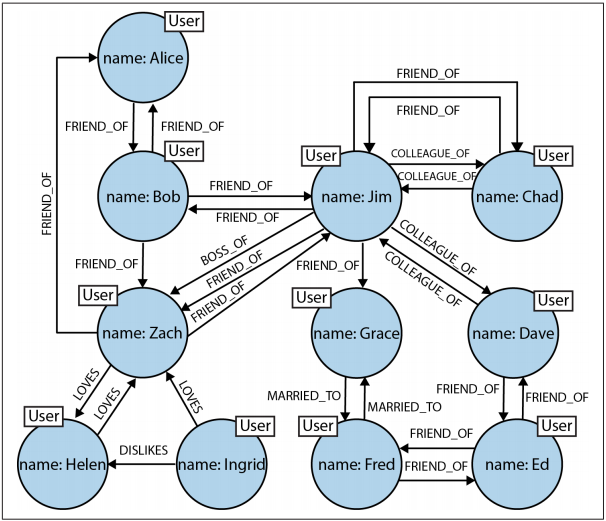 User
name: Alice
FRIEND_OF
FRIEND_OF
FRIEND_OF
FRIEND_OF
FRIEND_OF
User
name: Bob
FRIEND_OF
FRIEND_OF
User
name: Jim
COLLEAGUE_OF
COLLEAGUE_OF
User
name: Chad
FRIEND_OF
BOSS_OF
FRIEND_OF
FRIEND_OF
FRIEND_OF
COLLEAGUE_OF
COLLEAGUE_OF
User
name: Zach
User
name: Grace
User
name: Dave
LOVES
LOVES
LOVES
MARRIED_TO
MARRIED_TO
FRIEND_OF
FRIEND_OF
User
name: Helen
DISLIKES
User
name: Ingrid
User
name: Fred
FRIEND_OF
FRIEND_OF
User
name: Ed